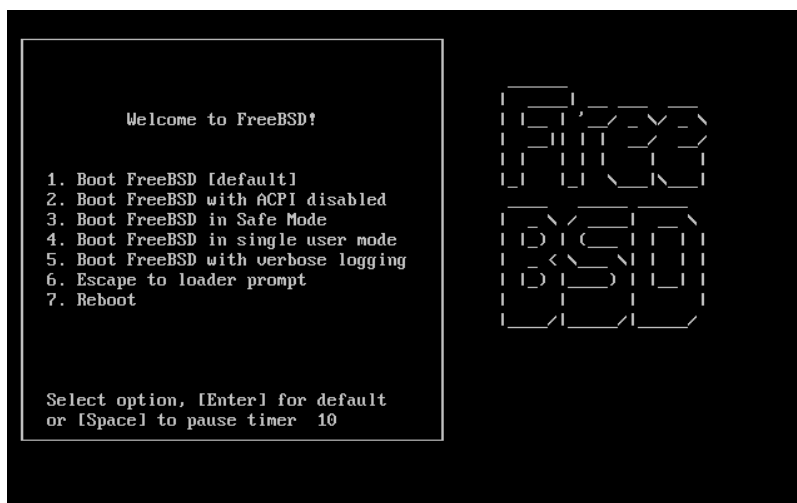 Welcome to FreeBSD!
1. Boot FreeBSD [default]
2. Boot FreeBSD with ACPI disabled
3. Boot FreeBSD in Safe Mode
4. Boot FreeBSD in single user mode
5. Boot FreeBSD with verbose logging
6. Escape to loader prompt
7. Reboot
Select option, [Enter] for default
or [Space] to pause timer 10
Free
BSD